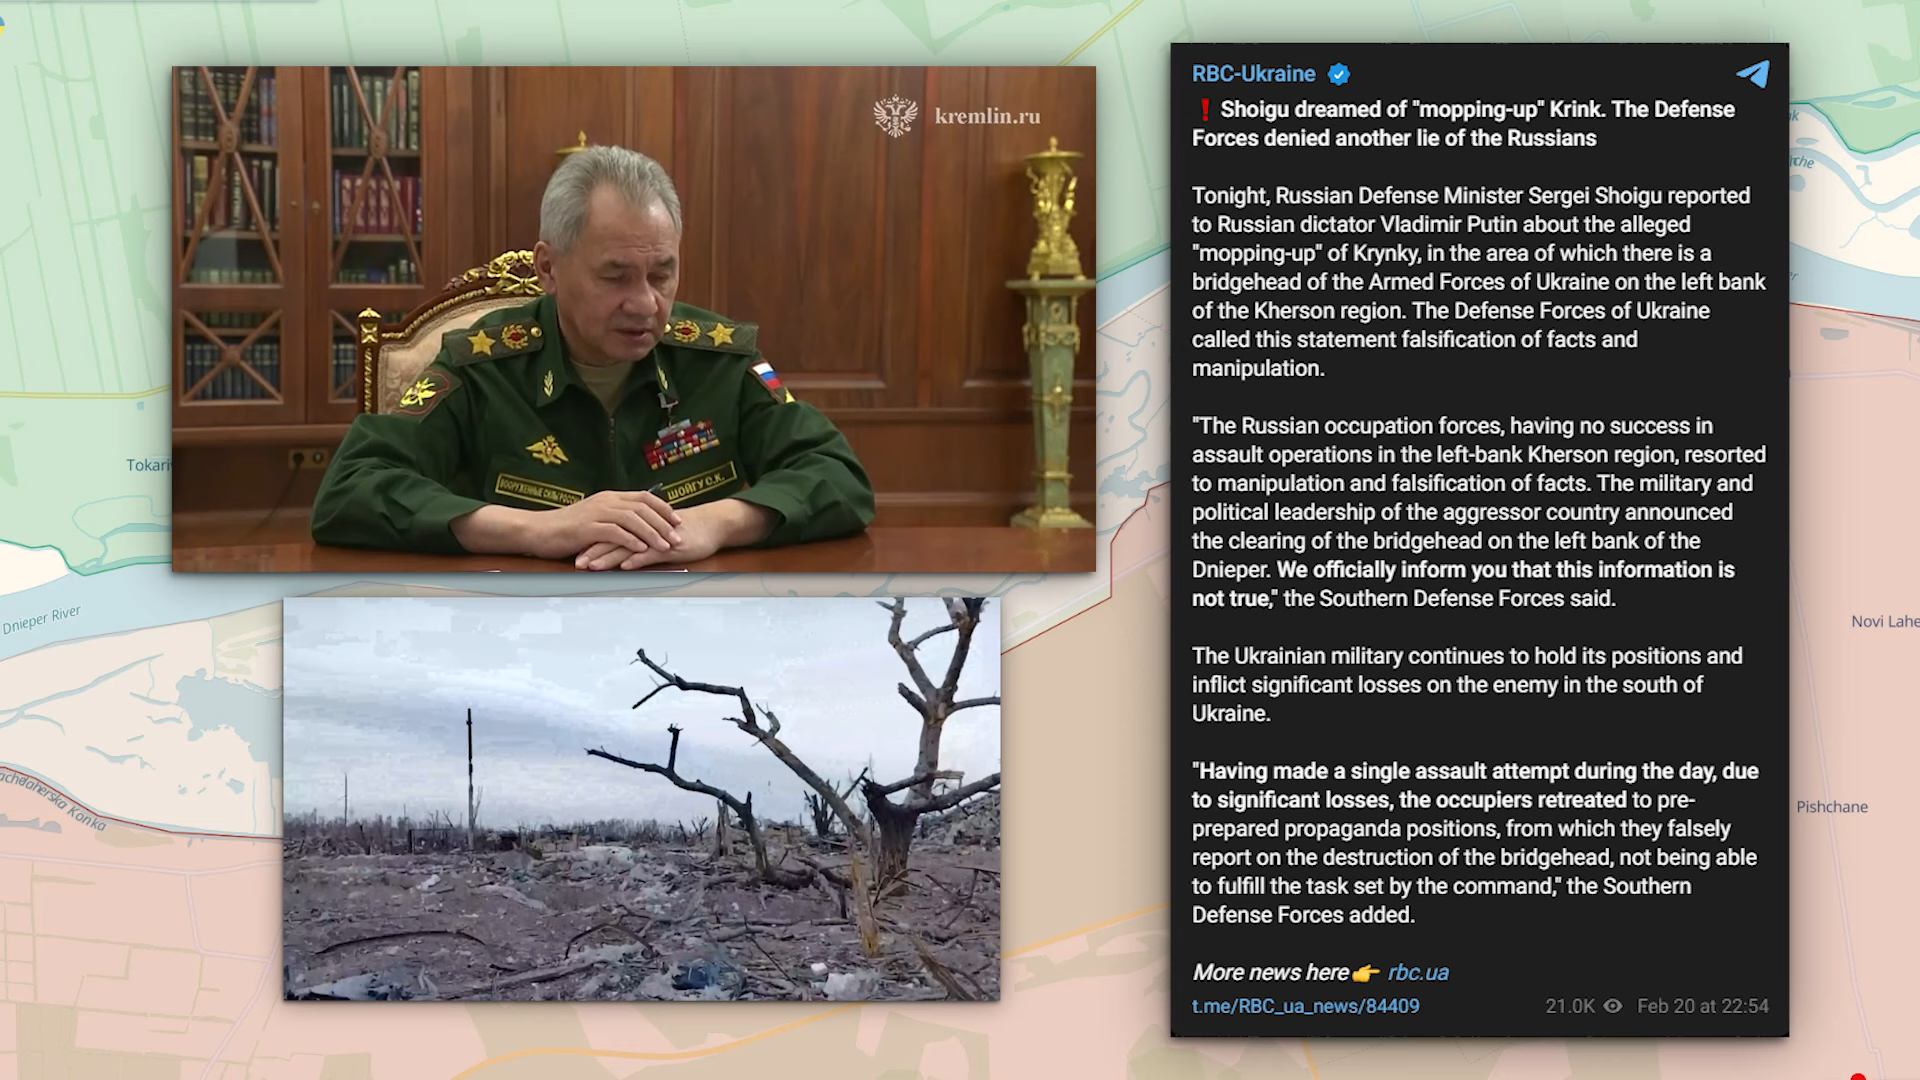 kremlin.ru
ВООРУЖЕННЫЕ СИЛЫ РОССИИ
ШОЙГУ С.К.
RBC-Ukraine
❗ Shoigu dreamed of "mopping-up" Krink. The Defense
Forces denied another lie of the Russians
Tonight, Russian Defense Minister Sergei Shoigu reported
to Russian dictator Vladimir Putin about the alleged
"mopping-up" of Krynky, in the area of which there is a
bridgehead of the Armed Forces of Ukraine on the left bank
of the Kherson region. The Defense Forces of Ukraine
called this statement falsification of facts and
manipulation.
"The Russian occupation forces, having no success in
assault operations in the left-bank Kherson region, resorted
to manipulation and falsification of facts. The military and
political leadership of the aggressor country announced
the clearing of the bridgehead on the left bank of the
Dnieper. We officially inform you that this information is
not true," the Southern Defense Forces said.
The Ukrainian military continues to hold its positions and
inflict significant losses on the enemy in the south of
Ukraine.
"Having made a single assault attempt during the day, due
to significant losses, the occupiers retreated to pre-
prepared propaganda positions, from which they falsely
report on the destruction of the bridgehead, not being able
to fulfill the task set by the command," the Southern
Defense Forces added.
More news here👉 rbc.ua
t.me/RBC_ua_news/84409 21.0K Feb 20 at 22:54
Tokari
Dnieper River
Konka
Novi Lahe
Pishchane